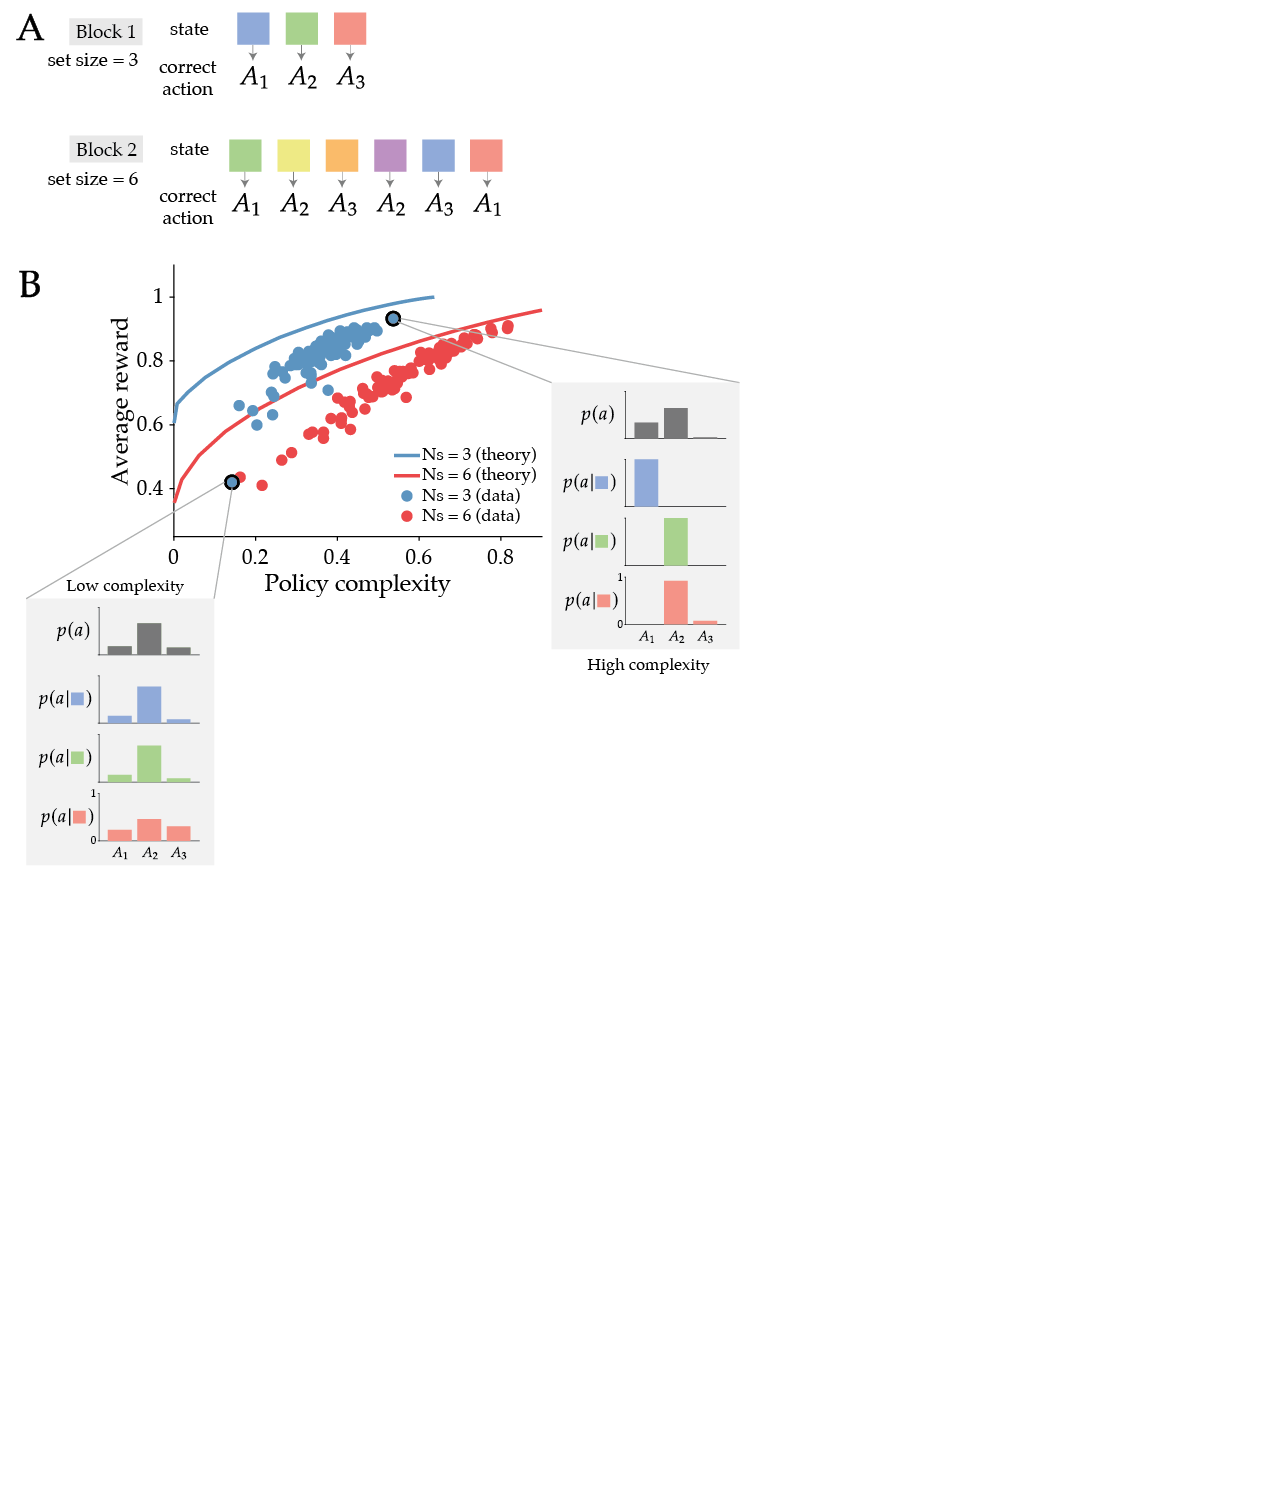 A
Block 1
state
set size = 3
correct
action
A1 A2 A3
Block 2
state
set size = 6
correct
action
A1 A2 A3 A2 A3 A1
B
Average reward
1
0.8
0.6
0.4
0 0.2 0.4 0.6 0.8
Policy complexity
Ns = 3 (theory)
Ns = 6 (theory)
Ns = 3 (data)
Ns = 6 (data)
p(a)
p(a| )
p(a| )
1
p(a| )
0
A1 A2 A3
High complexity
Low complexity
p(a)
p(a| )
p(a| )
1
p(a| )
0
A1 A2 A3